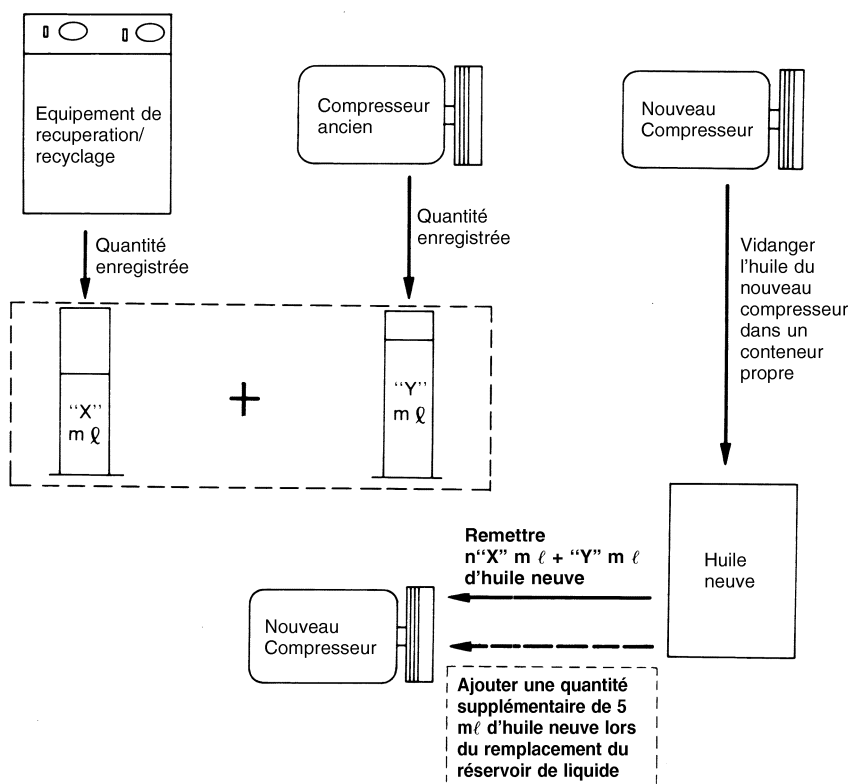 Equipement de
recuperation/
recyclage
Compresseur
ancien
Nouveau
Compresseur
Quantité
enregistrée
Quantité
enregistrée
Vidanger
l'huile du
nouveau
compresseur
dans un
conteneur
propre
“X”
m ℓ
+
“Y”
m ℓ
Remettre
n“X” m ℓ + “Y” m ℓ
d'huile neuve
Huile
neuve
Nouveau
Compresseur
Ajouter une quantité
supplémentaire de 5
mℓ d'huile neuve lors
du remplacement du
réservoir de liquide